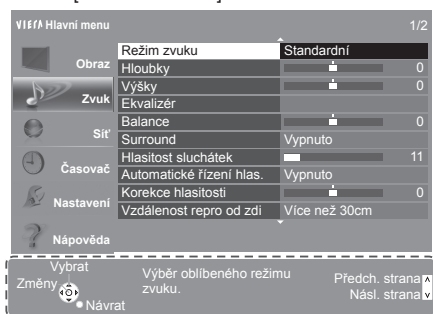 VIERA Hlavní menu 1/2
Obraz
Zvuk
Síť
Časovač
Nastavení
Nápověda
Režim zvuku Standardní
Hloubky 0
Výšky 0
Ekvalizér
Balance 0
Surround Vypnuto
Hlasitost sluchátek 11
Automatické řízení hlas. Vypnuto
Korekce hlasitosti 0
Vzdálenost repro od zdi Více než 30cm
Vybrat
Změny
Návrat
Výběr oblíbeného režimu
zvuku.
Předch. strana
Násl. strana